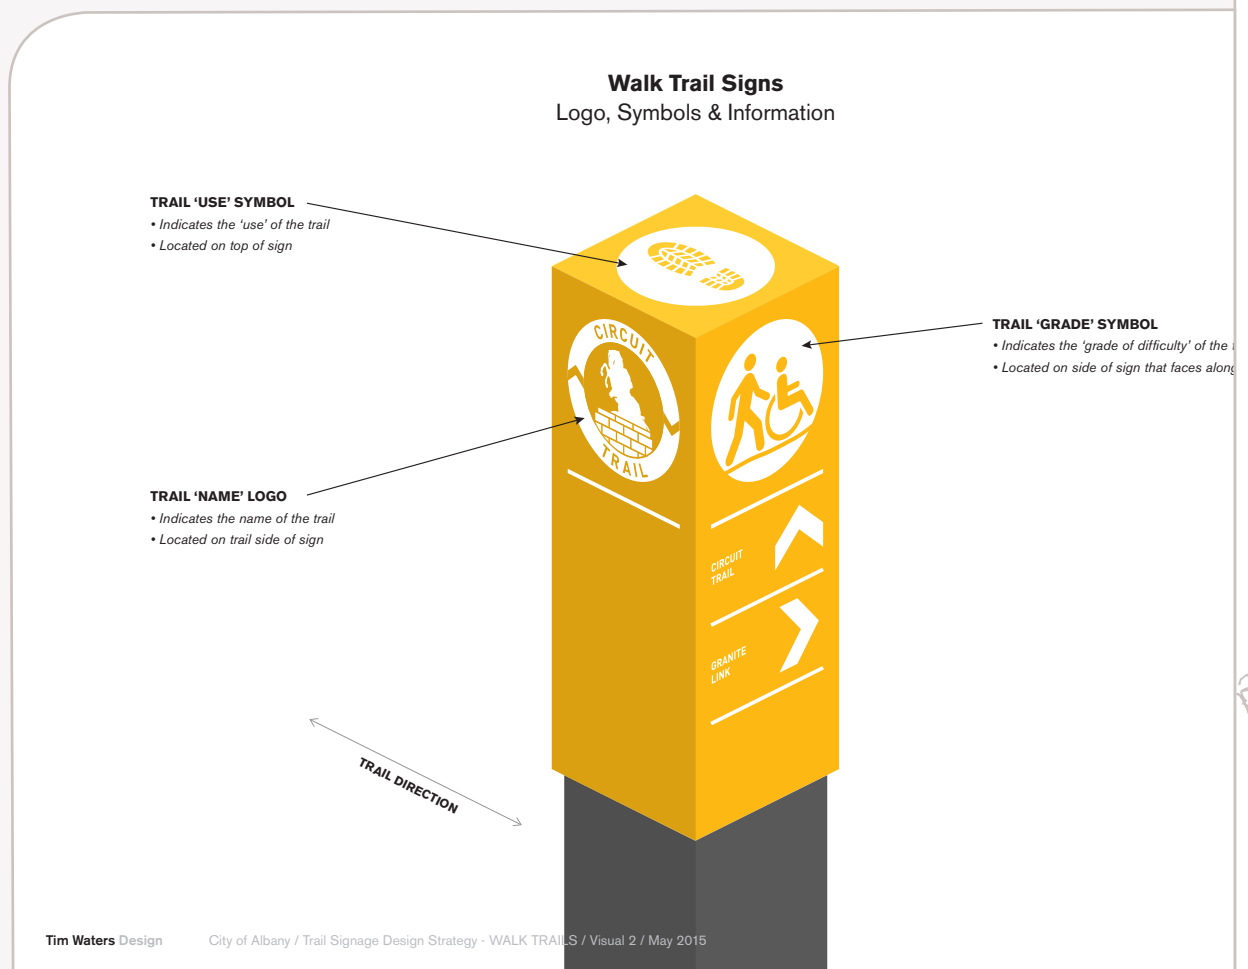 Walk Trail Signs
Logo, Symbols & Information
TRAIL ‘USE’ SYMBOL
• Indicates the ‘use’ of the trail
• Located on top of sign
TRAIL ‘GRADE’ SYMBOL
• Indicates the ‘grade of difficulty’ of the
• Located on side of sign that faces along
CIRCUIT
TRAIL
TRAIL ‘NAME’ LOGO
• Indicates the name of the trail
• Located on trail side of sign
CIRCUIT
TRAIL
GRANITE
LINK
TRAIL DIRECTION
Tim Waters Design
City of Albany / Trail Signage Design Strategy - WALK TRAILS / Visual 2 / May 2015